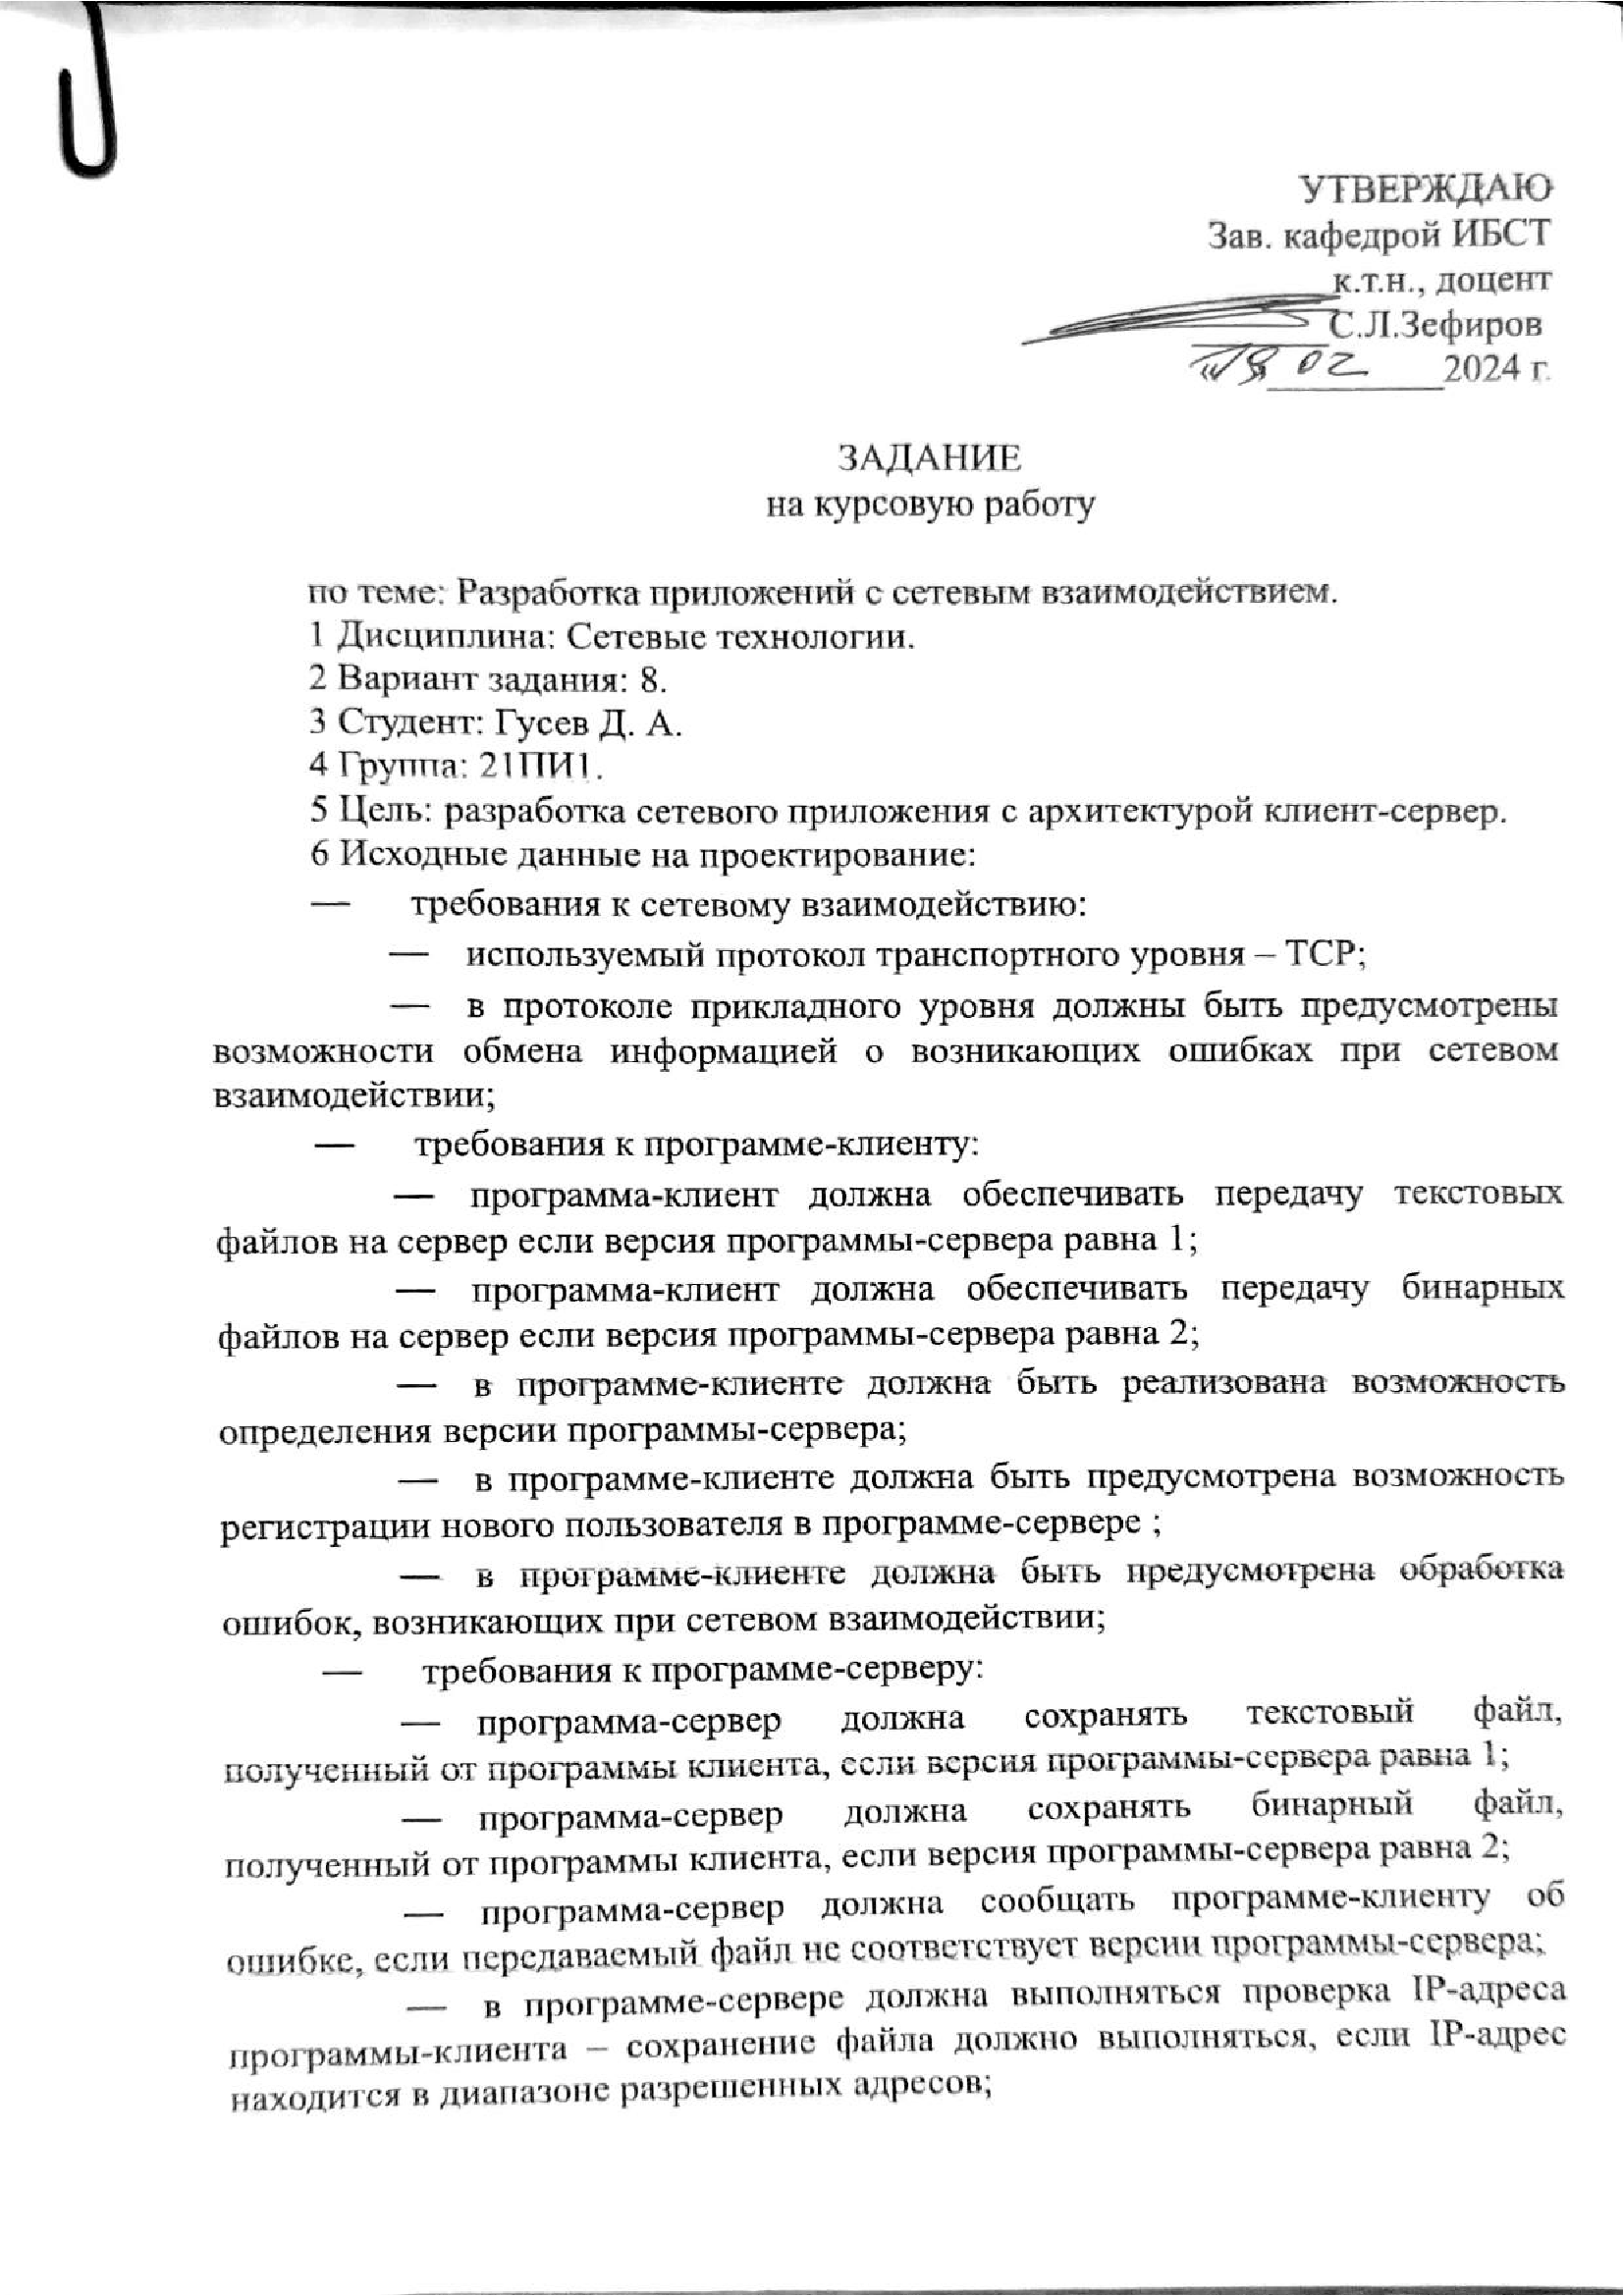 УТВЕРЖДАЮ
Зав. кафедрой ИБСТ
к.т.н., доцент
С.Л.Зефиров
«19» 02 2024 г.
ЗАДАНИЕ
на курсовую работу
по теме: Разработка приложений с сетевым взаимодействием.
1 Дисциплина: Сетевые технологии.
2 Вариант задания: 8.
3 Студент: Гусев Д. А.
4 Группа: 21ПИ1.
5 Цель: разработка сетевого приложения с архитектурой клиент-сервер.
6 Исходные данные на проектирование:
— требования к сетевому взаимодействию:
— используемый протокол транспортного уровня – TCP;
— в протоколе прикладного уровня должны быть предусмотрены
возможности обмена информацией о возникающих ошибках при сетевом
взаимодействии;
— требования к программе-клиенту:
— программа-клиент должна обеспечивать передачу текстовых
файлов на сервер если версия программы-сервера равна 1;
— программа-клиент должна обеспечивать передачу бинарных
файлов на сервер если версия программы-сервера равна 2;
— в программе-клиенте должна быть реализована возможность
определения версии программы-сервера;
— в программе-клиенте должна быть предусмотрена возможность
регистрации нового пользователя в программе-сервере ;
— в программе-клиенте должна быть предусмотрена обработка
ошибок, возникающих при сетевом взаимодействии;
— требования к программе-серверу:
— программа-сервер должна сохранять текстовый файл,
полученный от программы клиента, если версия программы-сервера равна 1;
— программа-сервер должна сохранять бинарный файл,
полученный от программы клиента, если версия программы-сервера равна 2;
— программа-сервер должна сообщать программе-клиенту об
ошибке, если передаваемый файл не соответствует версии программы-сервера;
— в программе-сервере должна выполняться проверка IP-адреса
программы-клиента – сохранение файла должно выполняться, если IP-адрес
находится в диапазоне разрешенных адресов;